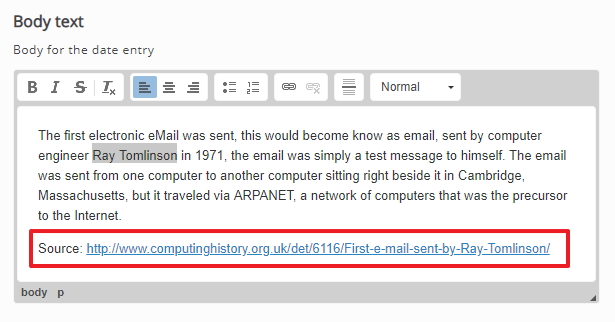 Body text
Body for the date entry
B I S Ix Normal
The first electronic eMail was sent, this would become know as email, sent by computer
engineer Ray Tomlinson in 1971, the email was simply a test message to himself. The email
was sent from one computer to another computer sitting right beside it in Cambridge,
Massachusetts, but it traveled via ARPANET, a network of computers that was the precursor
to the Internet.
Source: http://www.computinghistory.org.uk/det/6116/First-e-mail-sent-by-Ray-Tomlinson/
body p